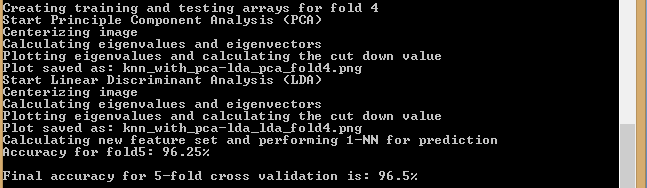 Creating training and testing arrays for fold 4
Start Principle Component Analysis (PCA)
Centerizing image
Calculating eigenvalues and eigenvectors
Plotting eigenvalues and calculating the cut down value
Plot saved as: knn_with_pca-lda_pca_fold4.png
Start Linear Discriminant Analysis (LDA)
Centerizing image
Calculating eigenvalues and eigenvectors
Plotting eigenvalues and calculating the cut down value
Plot saved as: knn_with_pca-lda_lda_fold4.png
Calculating new feature set and performing 1-NN for prediction
Accuracy for fold5: 96.25%
Final accuracy for 5-fold cross validation is: 96.5%